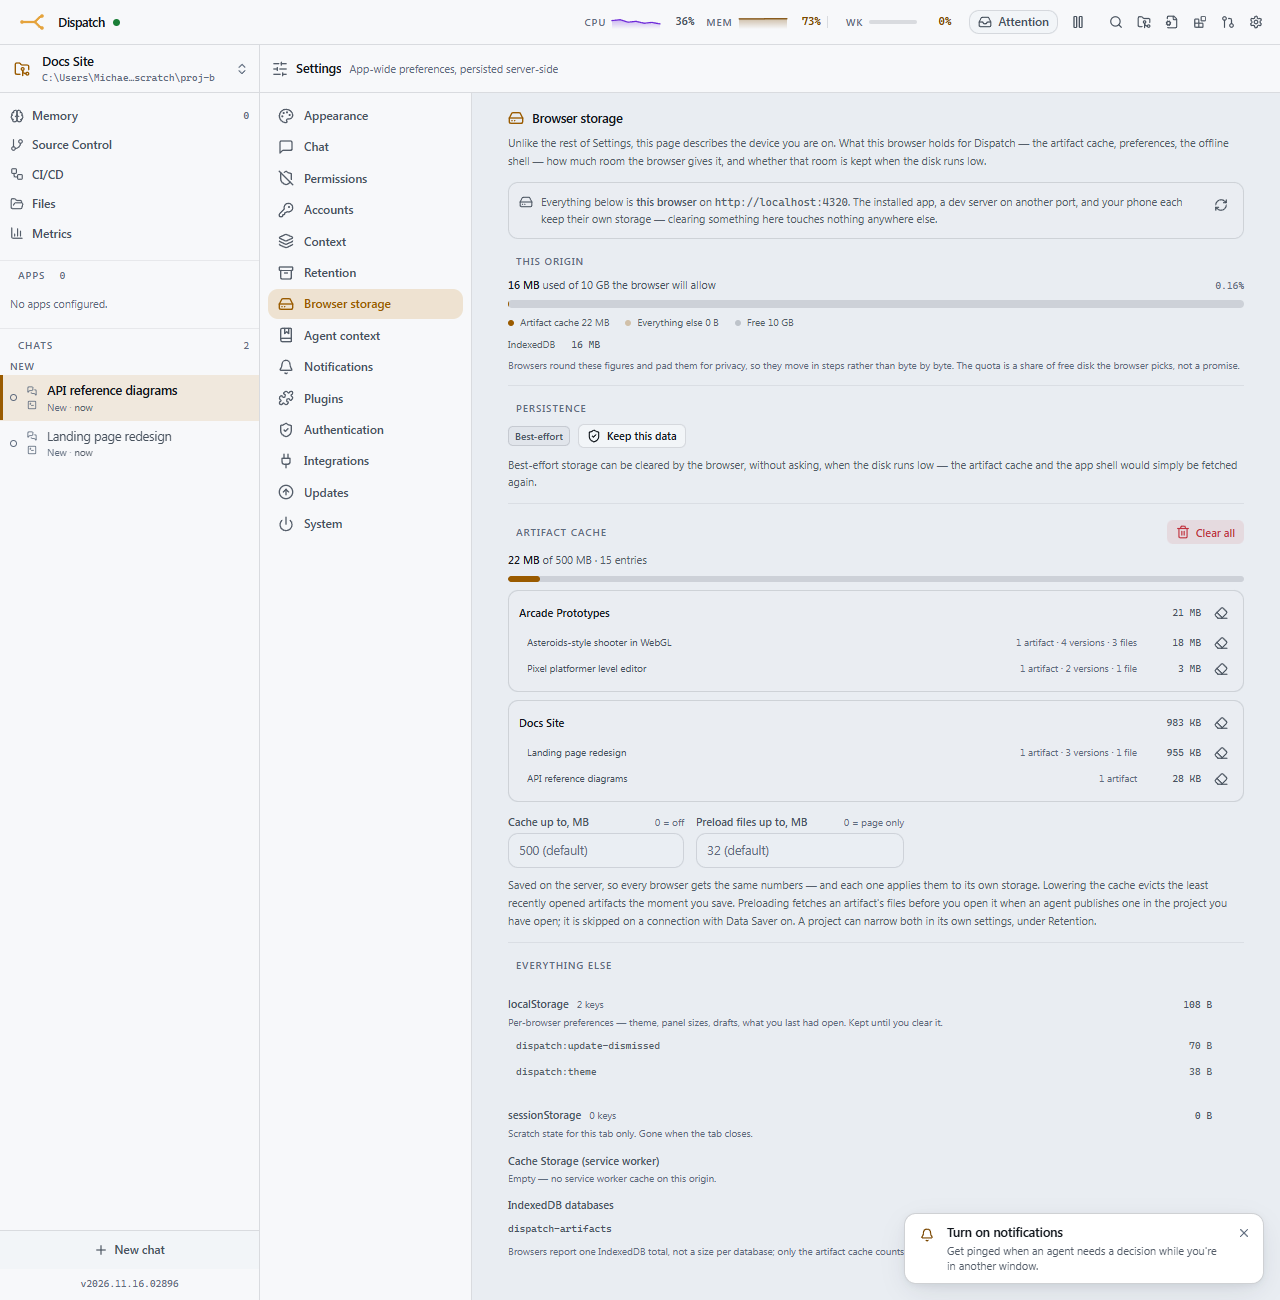 Dispatch
CPU 36% MEM 73% WK 0% Attention
Docs Site
C:\Users\Michae…scratch\proj-b
Settings App-wide preferences, persisted server-side
Memory 0
Source Control
CI/CD
Files
Metrics
APPS 0
No apps configured.
CHATS 2
NEW
API reference diagrams
New · now
Landing page redesign
New · now
New chat
v2026.11.16.02896
Appearance
Chat
Permissions
Accounts
Context
Retention
Browser storage
Agent context
Notifications
Plugins
Authentication
Integrations
Updates
System
Browser storage
Unlike the rest of Settings, this page describes the device you are on. What this browser holds for Dispatch — the artifact cache, preferences, the offline
shell — how much room the browser gives it, and whether that room is kept when the disk runs low.
Everything below is this browser on http://localhost:4320. The installed app, a dev server on another port, and your phone each
keep their own storage — clearing something here touches nothing anywhere else.
THIS ORIGIN
16 MB used of 10 GB the browser will allow 0.16%
Artifact cache 22 MB Everything else 0 B Free 10 GB
IndexedDB 16 MB
Browsers round these figures and pad them for privacy, so they move in steps rather than byte by byte. The quota is a share of free disk the browser picks, not a promise.
PERSISTENCE
Best-effort Keep this data
Best-effort storage can be cleared by the browser, without asking, when the disk runs low — the artifact cache and the app shell would simply be fetched
again.
ARTIFACT CACHE Clear all
22 MB of 500 MB · 15 entries
Arcade Prototypes 21 MB
Asteroids-style shooter in WebGL 1 artifact · 4 versions · 3 files 18 MB
Pixel platformer level editor 1 artifact · 2 versions · 1 file 3 MB
Docs Site 983 KB
Landing page redesign 1 artifact · 3 versions · 1 file 955 KB
API reference diagrams 1 artifact 28 KB
Cache up to, MB 0 = off Preload files up to, MB 0 = page only
500 (default) 32 (default)
Saved on the server, so every browser gets the same numbers — and each one applies them to its own storage. Lowering the cache evicts the least
recently opened artifacts the moment you save. Preloading fetches an artifact's files before you open it when an agent publishes one in the project you
have open; it is skipped on a connection with Data Saver on. A project can narrow both in its own settings, under Retention.
EVERYTHING ELSE
localStorage 2 keys 108 B
Per-browser preferences — theme, panel sizes, drafts, what you last had open. Kept until you clear it.
dispatch:update-dismissed 70 B
dispatch:theme 38 B
sessionStorage 0 keys 0 B
Scratch state for this tab only. Gone when the tab closes.
Cache Storage (service worker)
Empty — no service worker cache on this origin.
IndexedDB databases
dispatch-artifacts
Browsers report one IndexedDB total, not a size per database; only the artifact cache counts
Turn on notifications
Get pinged when an agent needs a decision while you're
in another window.